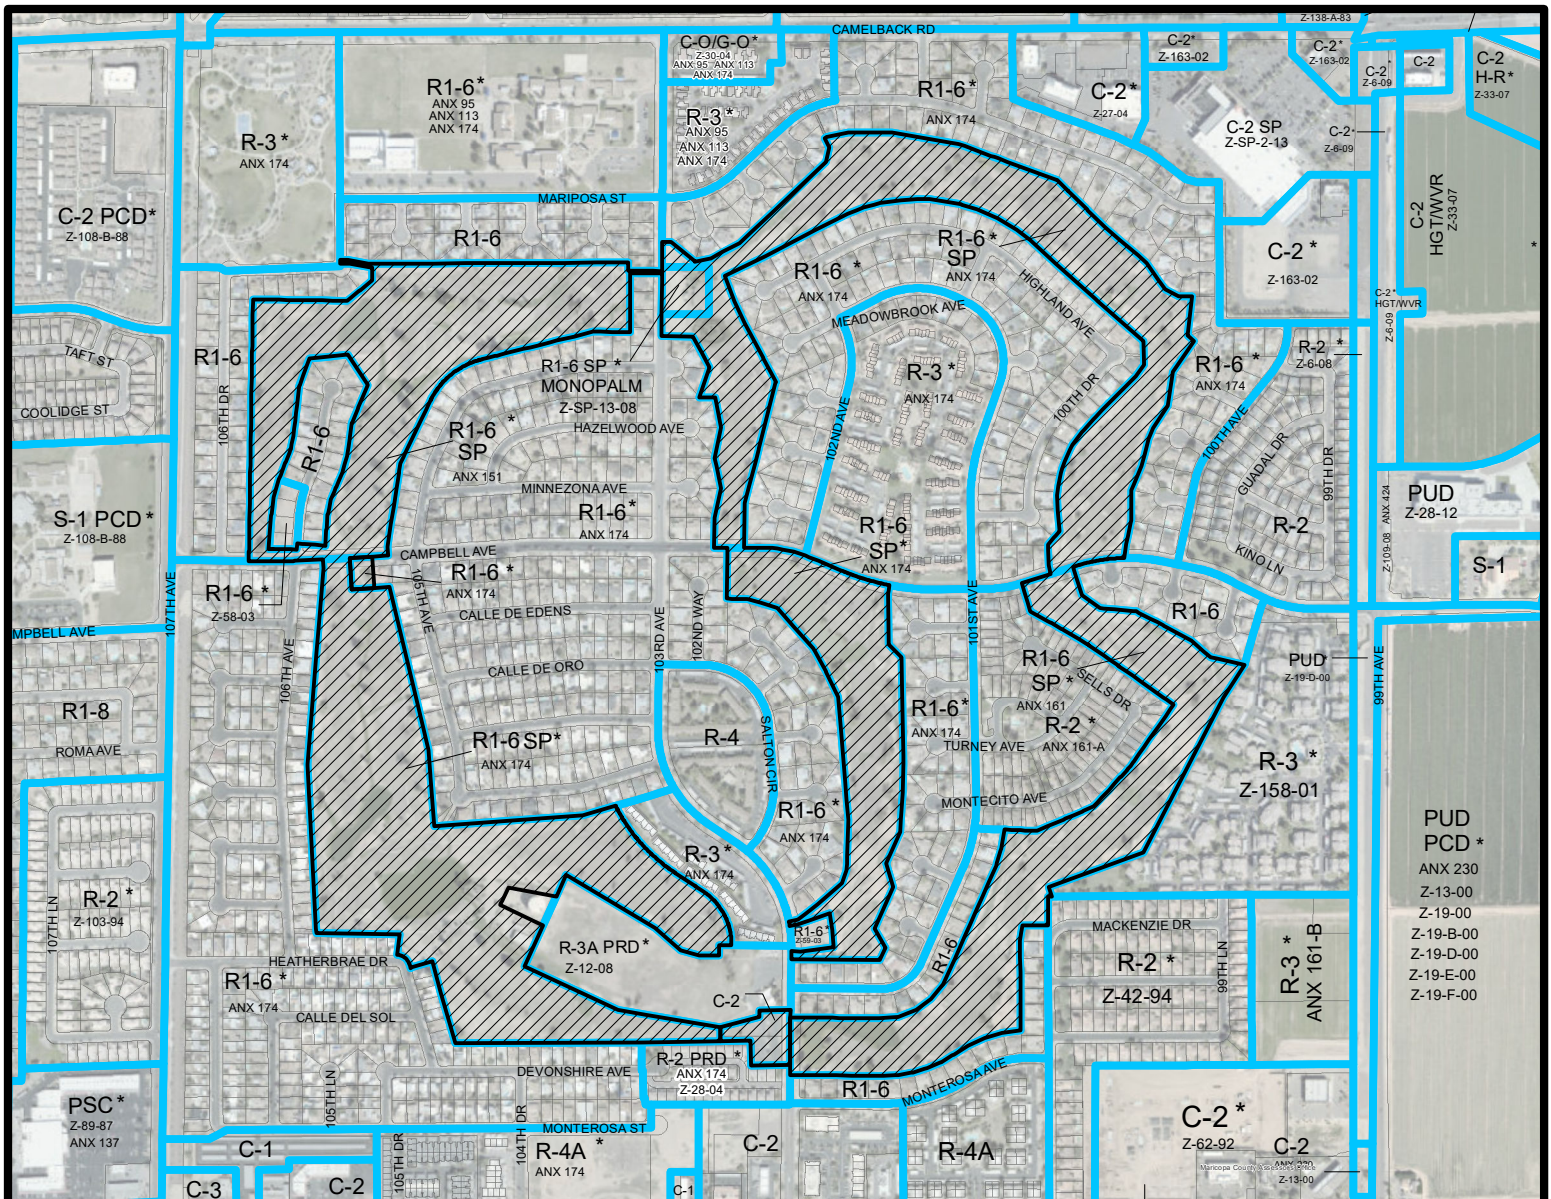 Z-138-A-83
CAMELBACK RD
C-O/G-O *
Z-30-04
ANX 95 ANX 113
ANX 174
C-2 *
Z-163-02
C-2 *
Z-163-02
C-2 *
Z-6-09
C-2
C-2
H-R *
Z-33-07
R1-6 *
ANX 95
ANX 113
ANX 174
R1-6 *
ANX 174
C-2 *
Z-27-04
R-3 *
ANX 174
R-3 *
ANX 95
ANX 113
ANX 174
C-2 SP
Z-SP-2-13
C-2 *
Z-6-09
C-2
HGT/WVR
Z-33-07
*
MARIPOSA ST
C-2 PCD *
Z-108-B-88
R1-6
R1-6 *
SP
ANX 174
C-2 *
Z-163-02
R1-6 *
ANX 174
HIGHLAND AVE
C-2 *
HGT/WVR
Z-6-09
MEADOWBROOK AVE
TAFT ST
R1-6
R1-6 SP *
MONOPALM
Z-SP-13-08
R-3 *
ANX 174
R1-6 *
ANX 174
R-2 *
Z-6-08
COOLIDGE ST
106TH DR
100TH DR
HAZELWOOD AVE
R1-6
R1-6 *
SP
ANX 151
102ND AVE
100TH AVE
GUADAL DR
99TH DR
MINNEZONA AVE
R1-6 *
ANX 174
PUD
Z-28-12
Z-109-08 ANX 424
S-1 PCD *
Z-108-B-88
R1-6
SP *
ANX 174
R-2
KINO LN
CAMPBELL AVE
S-1
R1-6 *
ANX 174
R1-6 *
Z-58-03
105TH AVE
CALLE DE EDENS
107TH AVE
103RD AVE
102ND WAY
101ST AVE
R1-6
MPBELL AVE
106TH AVE
CALLE DE ORO
R1-6
SP *
ANX 161
SELLS DR
PUD
Z-19-D-00
99TH AVE
R1-8
ROMA AVE
R1-6 SP *
ANX 174
R-4
SALTON CIR
R1-6 *
ANX 174
R-2 *
ANX 161-A
TURNEY AVE
R-3 *
Z-158-01
MONTECITO AVE
R1-6 *
ANX 174
PUD
PCD *
ANX 230
Z-13-00
Z-19-00
Z-19-B-00
Z-19-D-00
Z-19-E-00
Z-19-F-00
R-3 *
ANX 174
R-2 *
Z-103-94
107TH LN
R1-6 *
Z-59-03
R1-6
MACKENZIE DR
R-2 *
Z-42-94
99TH LN
R-3 *
ANX 161-B
R-3A PRD *
Z-12-08
HEATHERBRAE DR
R1-6 *
ANX 174
CALLE DEL SOL
C-2
R-2 PRD *
ANX 174
Z-28-04
DEVONSHIRE AVE
105TH LN
R1-6
MONTEROSA AVE
PSC *
Z-89-87
ANX 137
MONTEROSA ST
104TH DR
105TH DR
C-1
R-4A *
ANX 174
C-2
R-4A
C-2 *
Z-62-92
C-2
ANX 230
Z-13-00
Maricopa County Assessor's Office
C-3
C-2
C-1